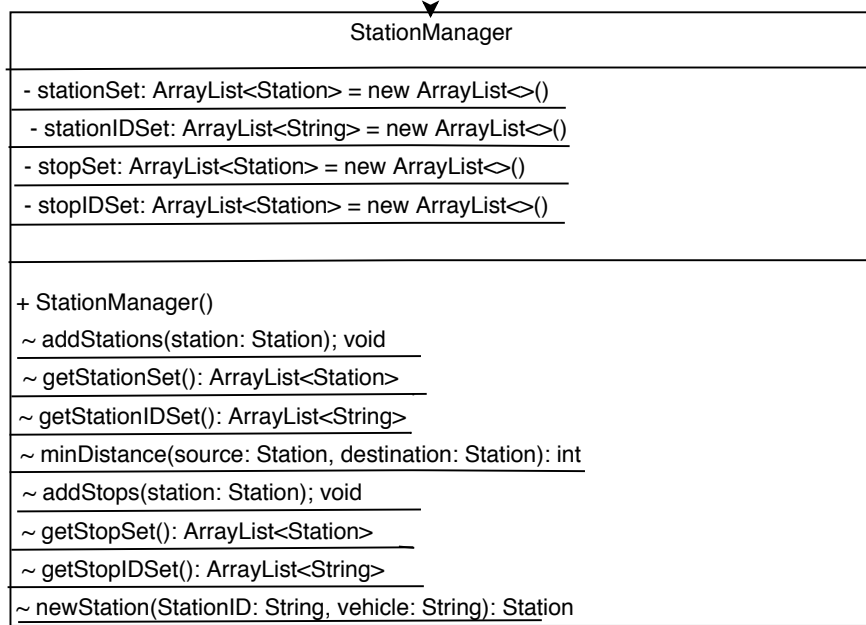 StationManager
- stationSet: ArrayList<Station> = new ArrayList<>()
- stationIDSet: ArrayList<String> = new ArrayList<>()
- stopSet: ArrayList<Station> = new ArrayList<>()
- stopIDSet: ArrayList<Station> = new ArrayList<>()
+ StationManager()
~ addStations(station: Station); void
~ getStationSet(): ArrayList<Station>
~ getStationIDSet(): ArrayList<String>
~ minDistance(source: Station, destination: Station): int
~ addStops(station: Station); void
~ getStopSet(): ArrayList<Station>
~ getStopIDSet(): ArrayList<String>
~ newStation(StationID: String, vehicle: String): Station